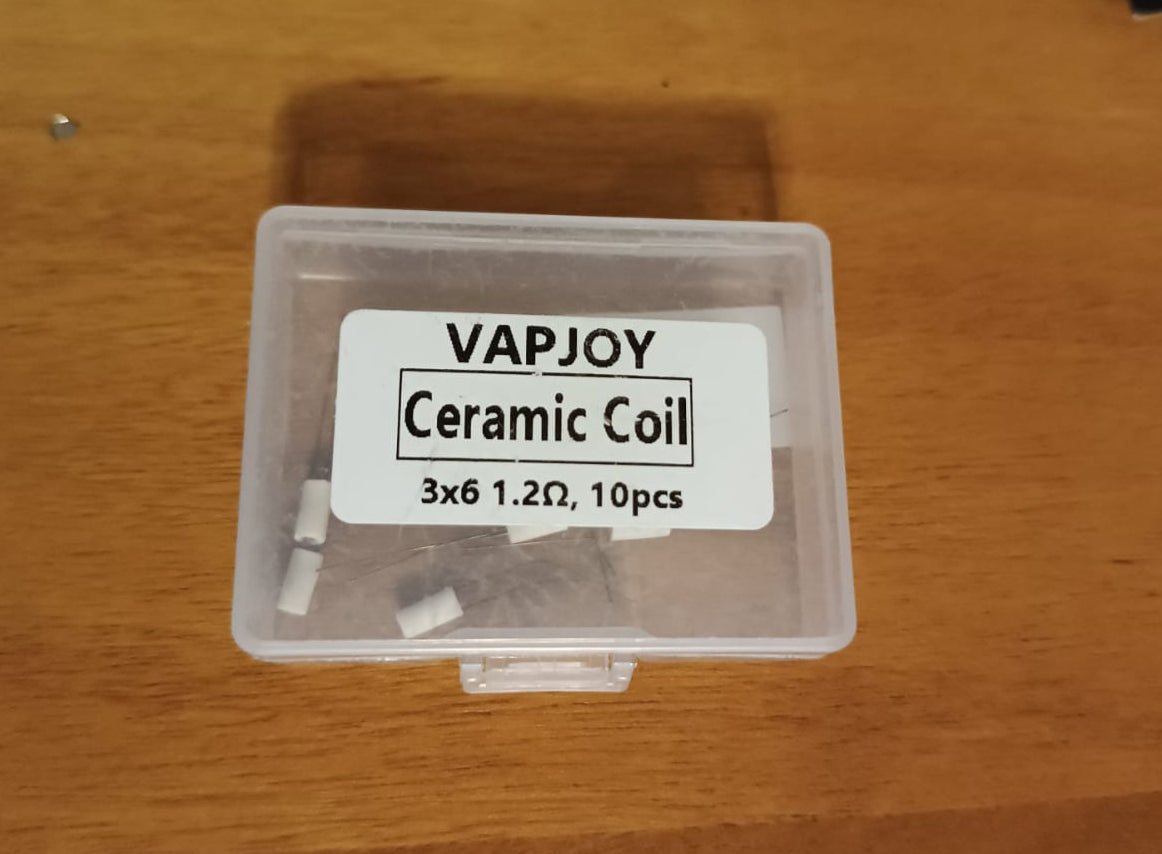 VAPJOY
Ceramic Coil
3x6 1.2Ω, 10pcs